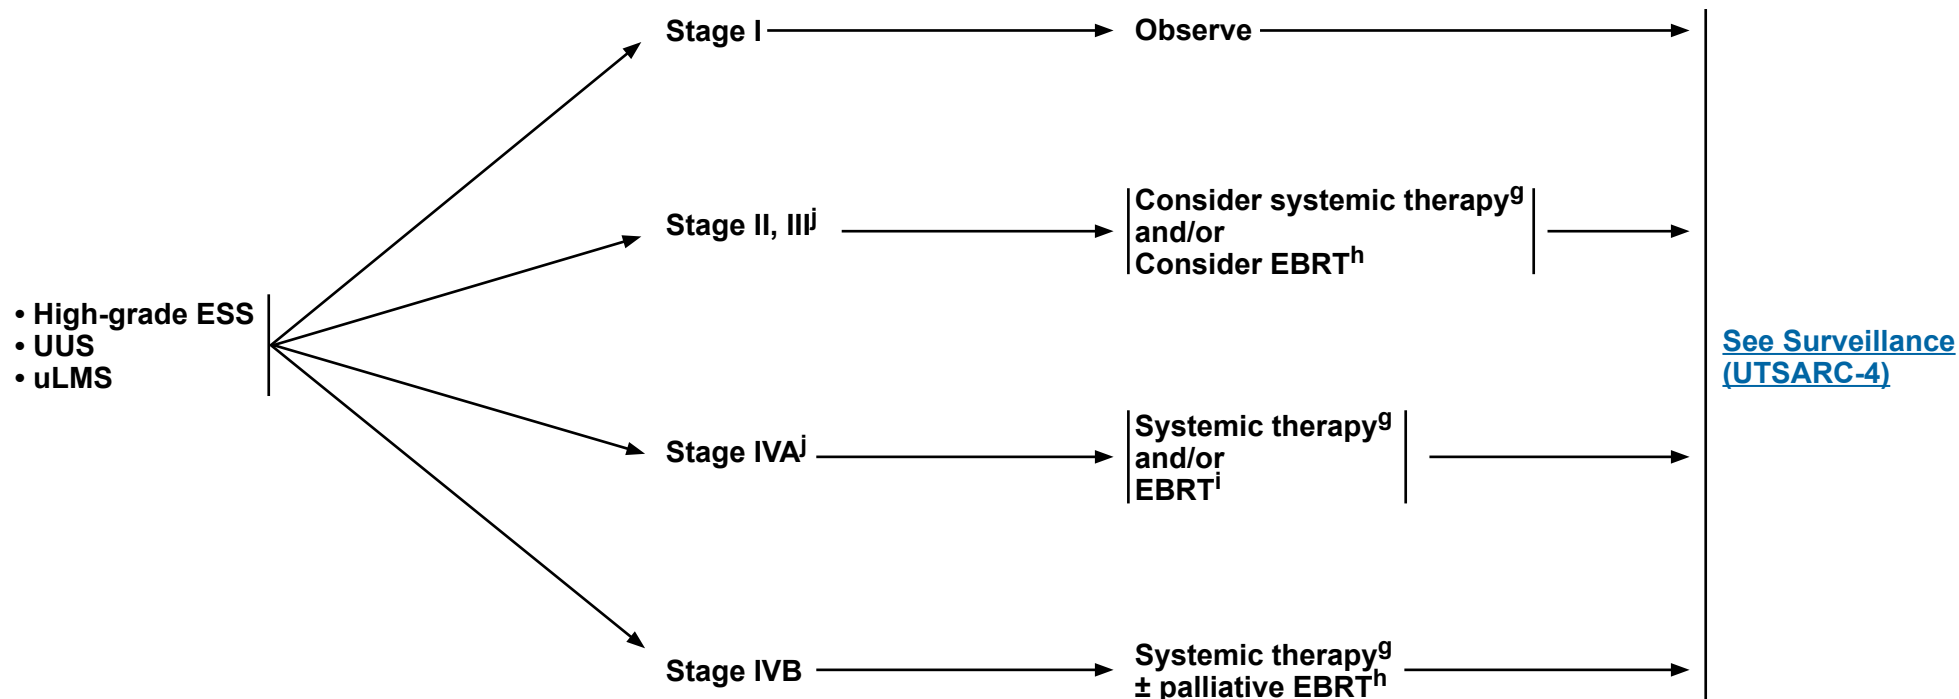 Stage I
Observe
Stage II, IIIj
Consider systemic therapyg
and/or
Consider EBRTh
• High-grade ESS
• UUS
• uLMS
See Surveillance
(UTSARC-4)
Stage IVAj
Systemic therapyg
and/or
EBRTi
Stage IVB
Systemic therapyg
± palliative EBRTh